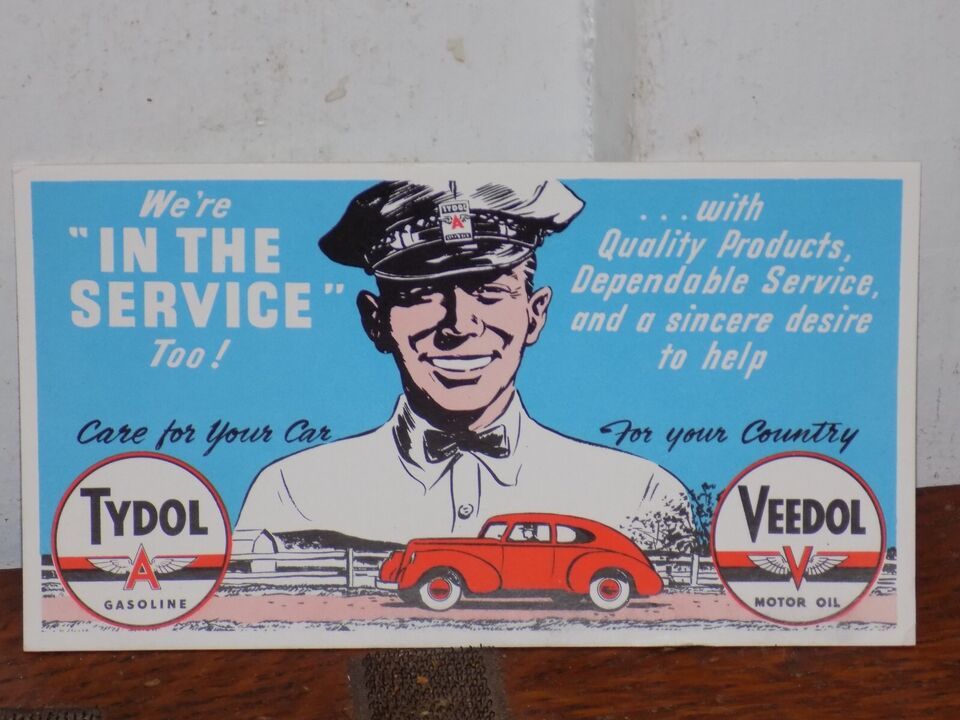 We're
"IN THE
SERVICE"
Too!
...with
Quality Products,
Dependable Service,
and a sincere desire
to help
TYDOL
A
Care for Your Car
For your Country
TYDOL
A
GASOLINE
VEEDOL
V
MOTOR OIL